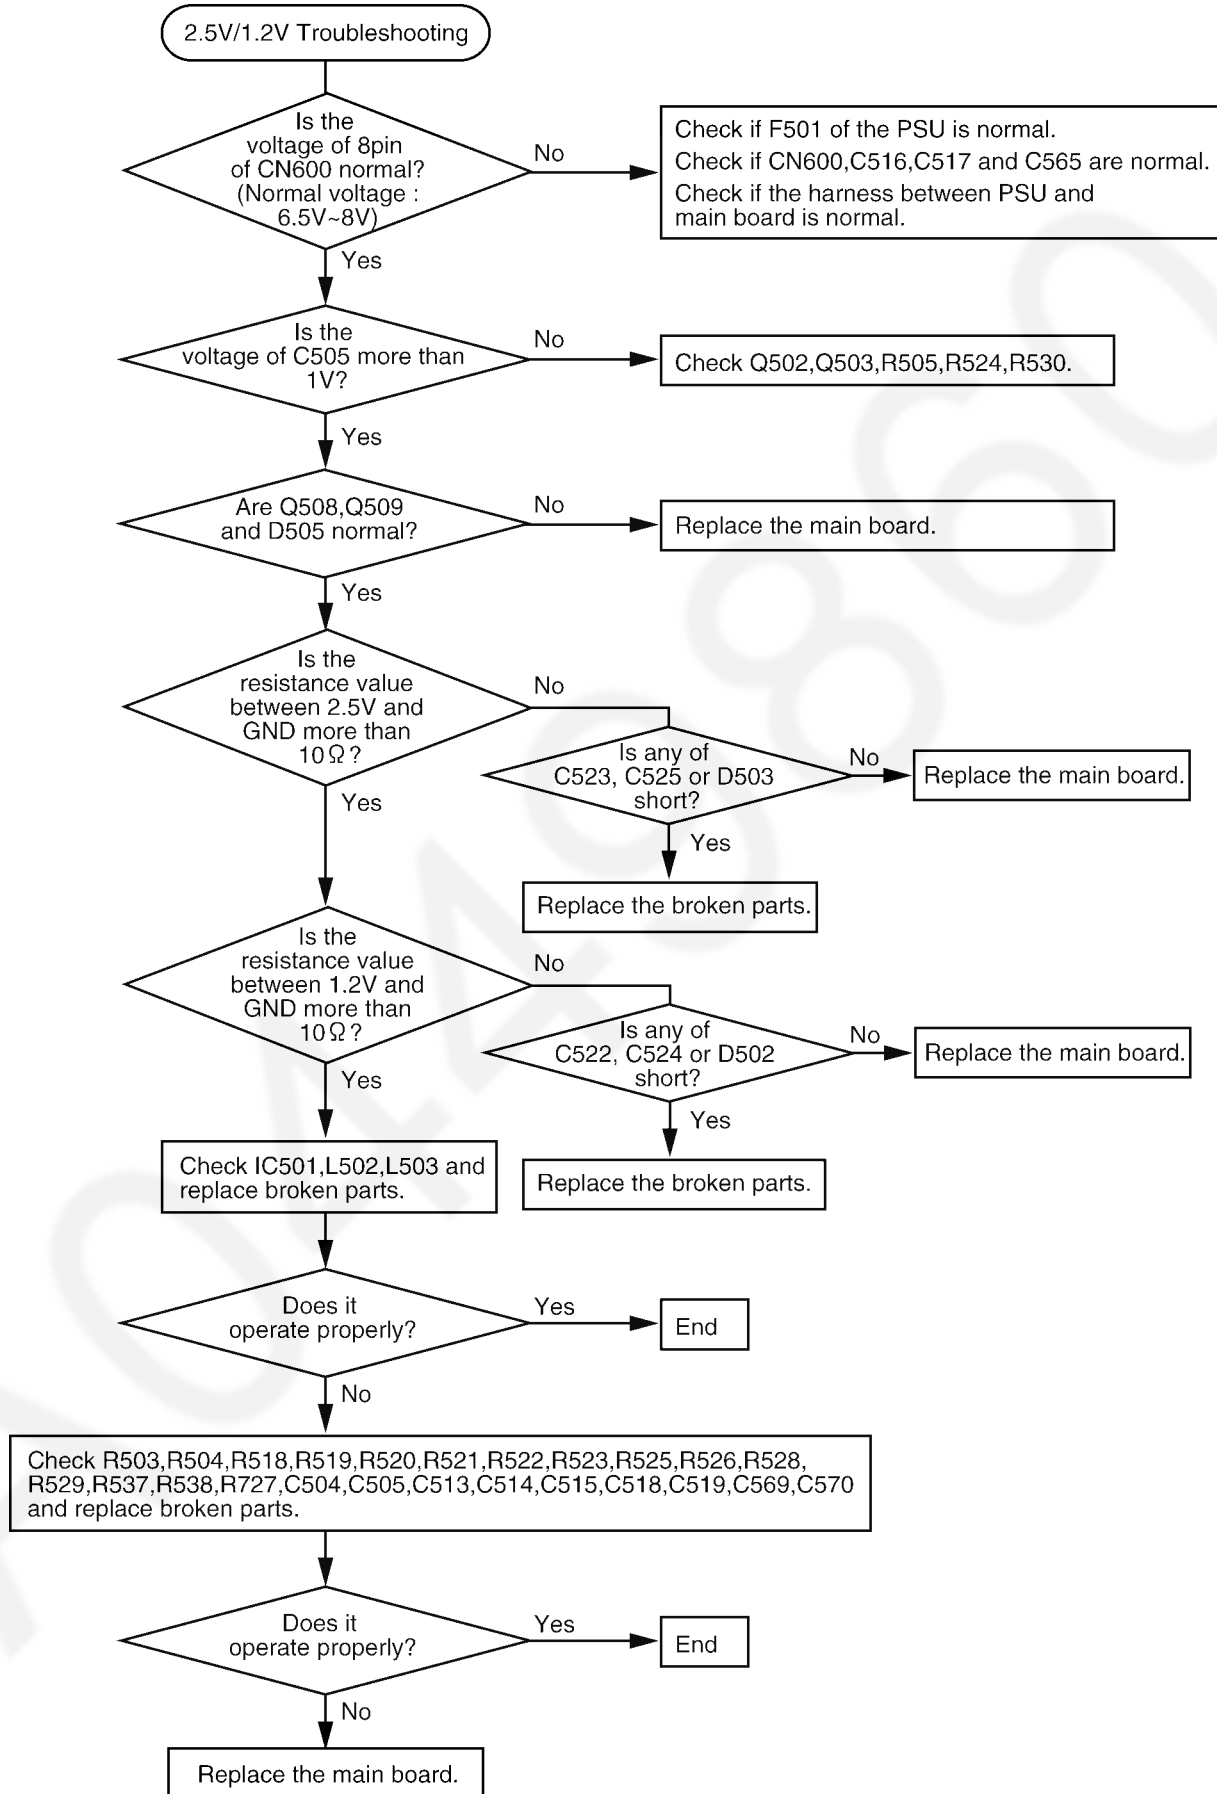 2.5V/1.2V Troubleshooting
Is the
voltage of 8pin
of CN600 normal?
(Normal voltage :
6.5V~8V)
No
Check if F501 of the PSU is normal.
Check if CN600,C516,C517 and C565 are normal.
Check if the harness between PSU and
main board is normal.
Yes
Is the
voltage of C505 more than
1V?
No
Check Q502,Q503,R505,R524,R530.
Yes
Are Q508,Q509
and D505 normal?
No
Replace the main board.
Yes
Is the
resistance value
between 2.5V and
GND more than
10Ω?
No
Is any of
C523, C525 or D503
short?
No
Replace the main board.
Yes
Replace the broken parts.
Yes
Is the
resistance value
between 1.2V and
GND more than
10Ω?
No
Is any of
C522, C524 or D502
short?
No
Replace the main board.
Yes
Replace the broken parts.
Yes
Check IC501,L502,L503 and
replace broken parts.
Does it
operate properly?
Yes
End
No
Check R503,R504,R518,R519,R520,R521,R522,R523,R525,R526,R528,
R529,R537,R538,R727,C504,C505,C513,C514,C515,C518,C519,C569,C570
and replace broken parts.
Does it
operate properly?
Yes
End
No
Replace the main board.